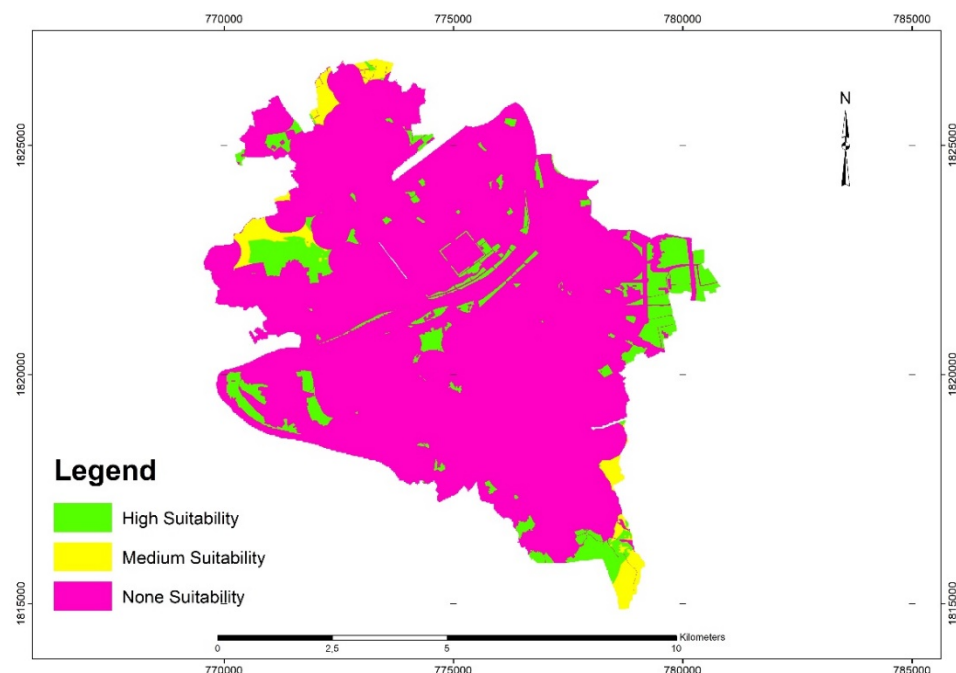 770000 775000 780000 785000
N
1825000 1825000
1820000 1820000
1815000 1815000
Legend
High Suitability
Medium Suitability
None Suitability
Kilometers
0 2,5 5 10
770000 775000 780000 785000